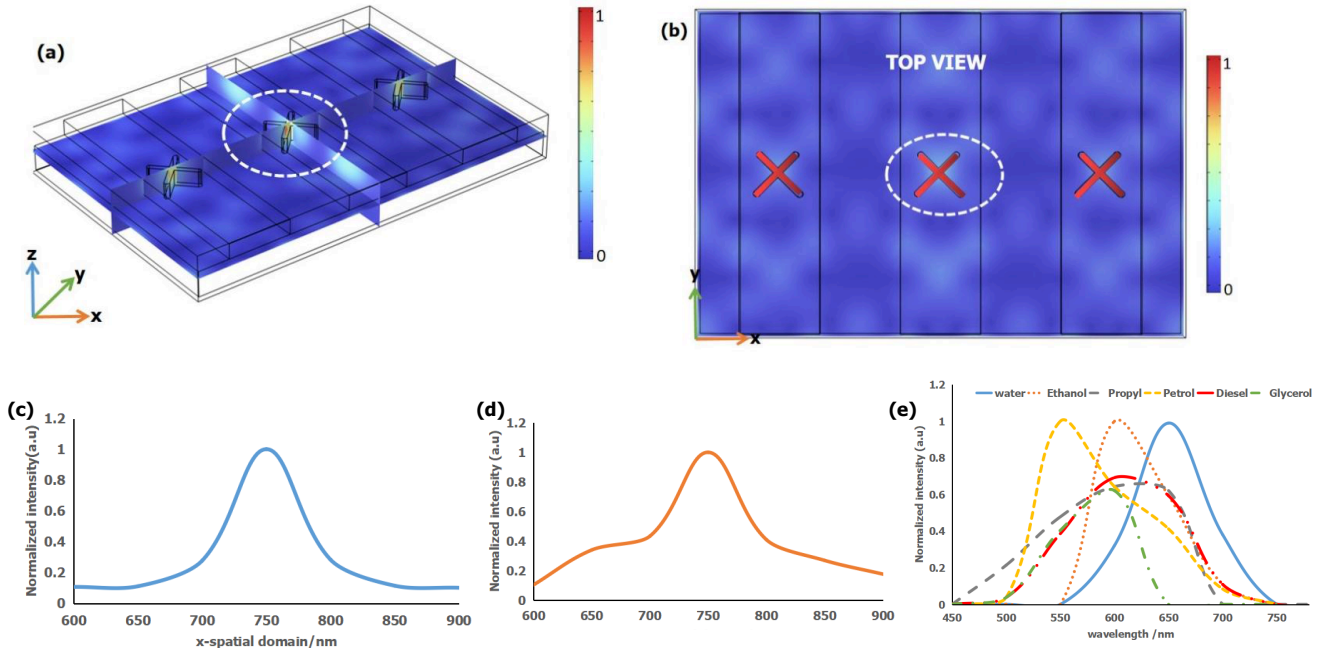 (a)
1
0
z
y
x
(b)
TOP VIEW
1
0
y
x
(c)
Normalized intensity(a.u)
1.2
1
0.8
0.6
0.4
0.2
0
600 650 700 750 800 850 900
x-spatial domain/nm
(d)
Normalized intensity (a.u)
1.2
1
0.8
0.6
0.4
0.2
0
600 650 700 750 800 850 900
(e)
water Ethanol Propyl Petrol Diesel Glycerol
Normalized intensity (a.u)
1.2
1
0.8
0.6
0.4
0.2
0
450 500 550 600 650 700 750
wavelength /nm